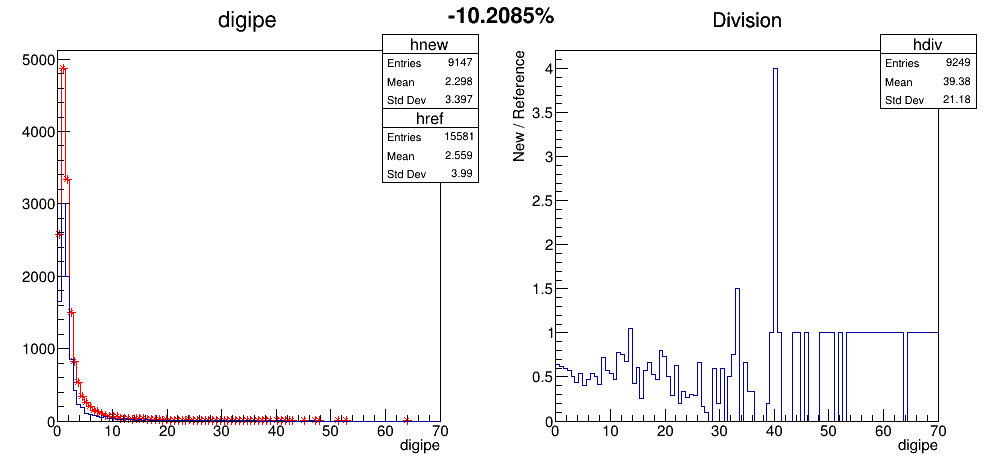 -10.2085%
digipe
hnew
Entries 9147
Mean 2.298
Std Dev 3.397
href
Entries 15581
Mean 2.559
Std Dev 3.99
5000
4000
3000
2000
1000
0
0 10 20 30 40 50 60 70
digipe
Division
hdiv
Entries 9249
Mean 39.38
Std Dev 21.18
New / Reference
4
3.5
3
2.5
2
1.5
1
0.5
0
0 10 20 30 40 50 60 70
digipe